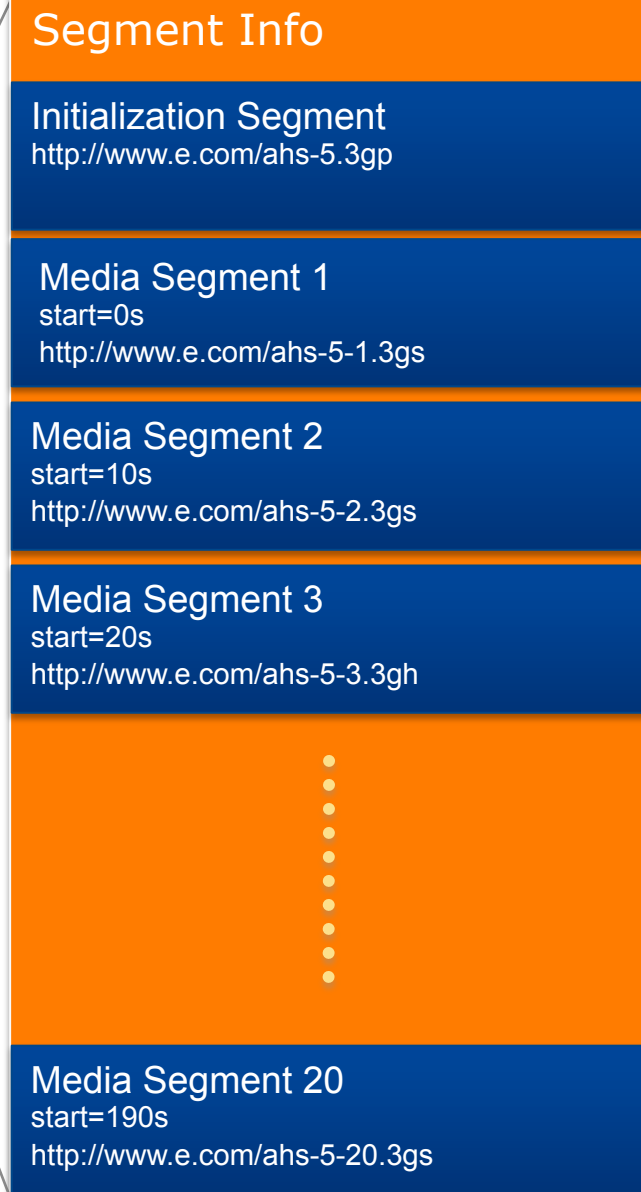 Segment Info
Initialization Segment
http://www.e.com/ahs-5.3gp
Media Segment 1
start=0s
http://www.e.com/ahs-5-1.3gs
Media Segment 2
start=10s
http://www.e.com/ahs-5-2.3gs
Media Segment 3
start=20s
http://www.e.com/ahs-5-3.3gh
Media Segment 20
start=190s
http://www.e.com/ahs-5-20.3gs